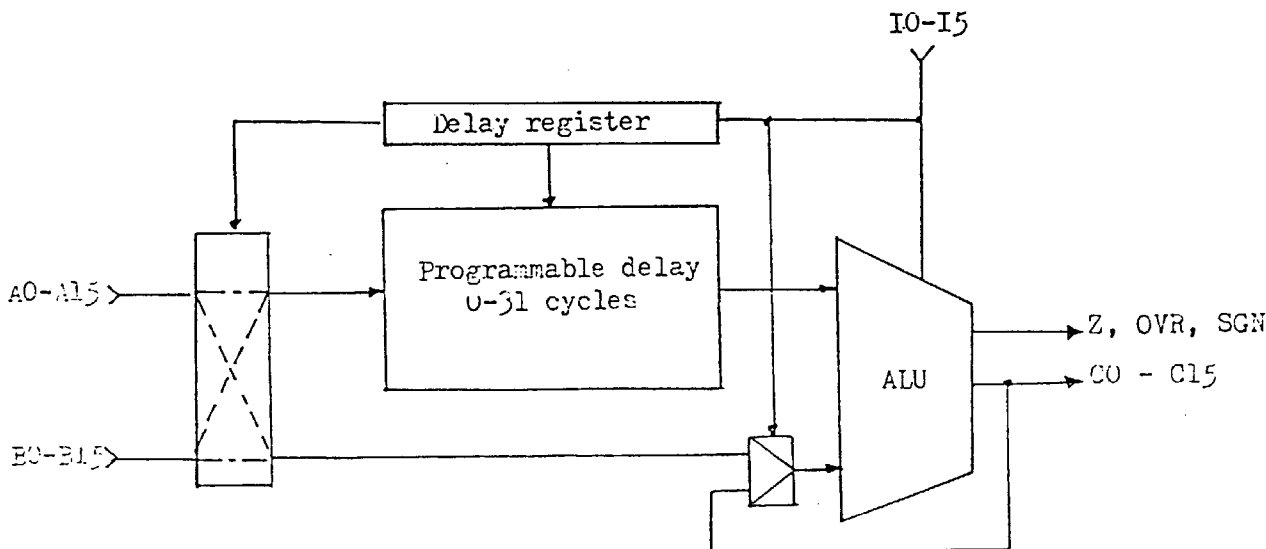 I0-I5
Delay register
Programmable delay
0-31 cycles
A0-A15
Z, OVR, SGN
ALU
C0 - C15
B0-B15